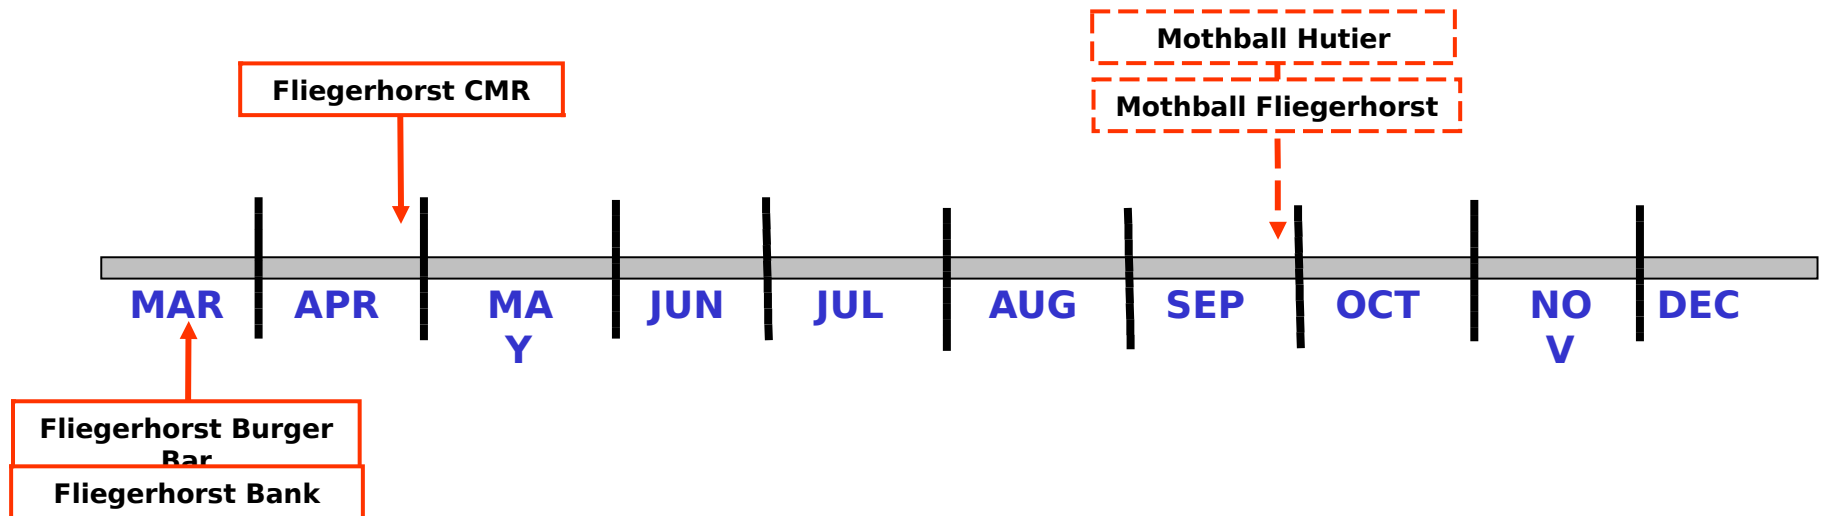 Mothball Hutier
Fliegerhorst CMR
Mothball Fliegerhorst
MAR
APR
MA
Y
JUN
JUL
AUG
SEP
OCT
NO
V
DEC
Fliegerhorst Burger
Bar
Fliegerhorst Bank